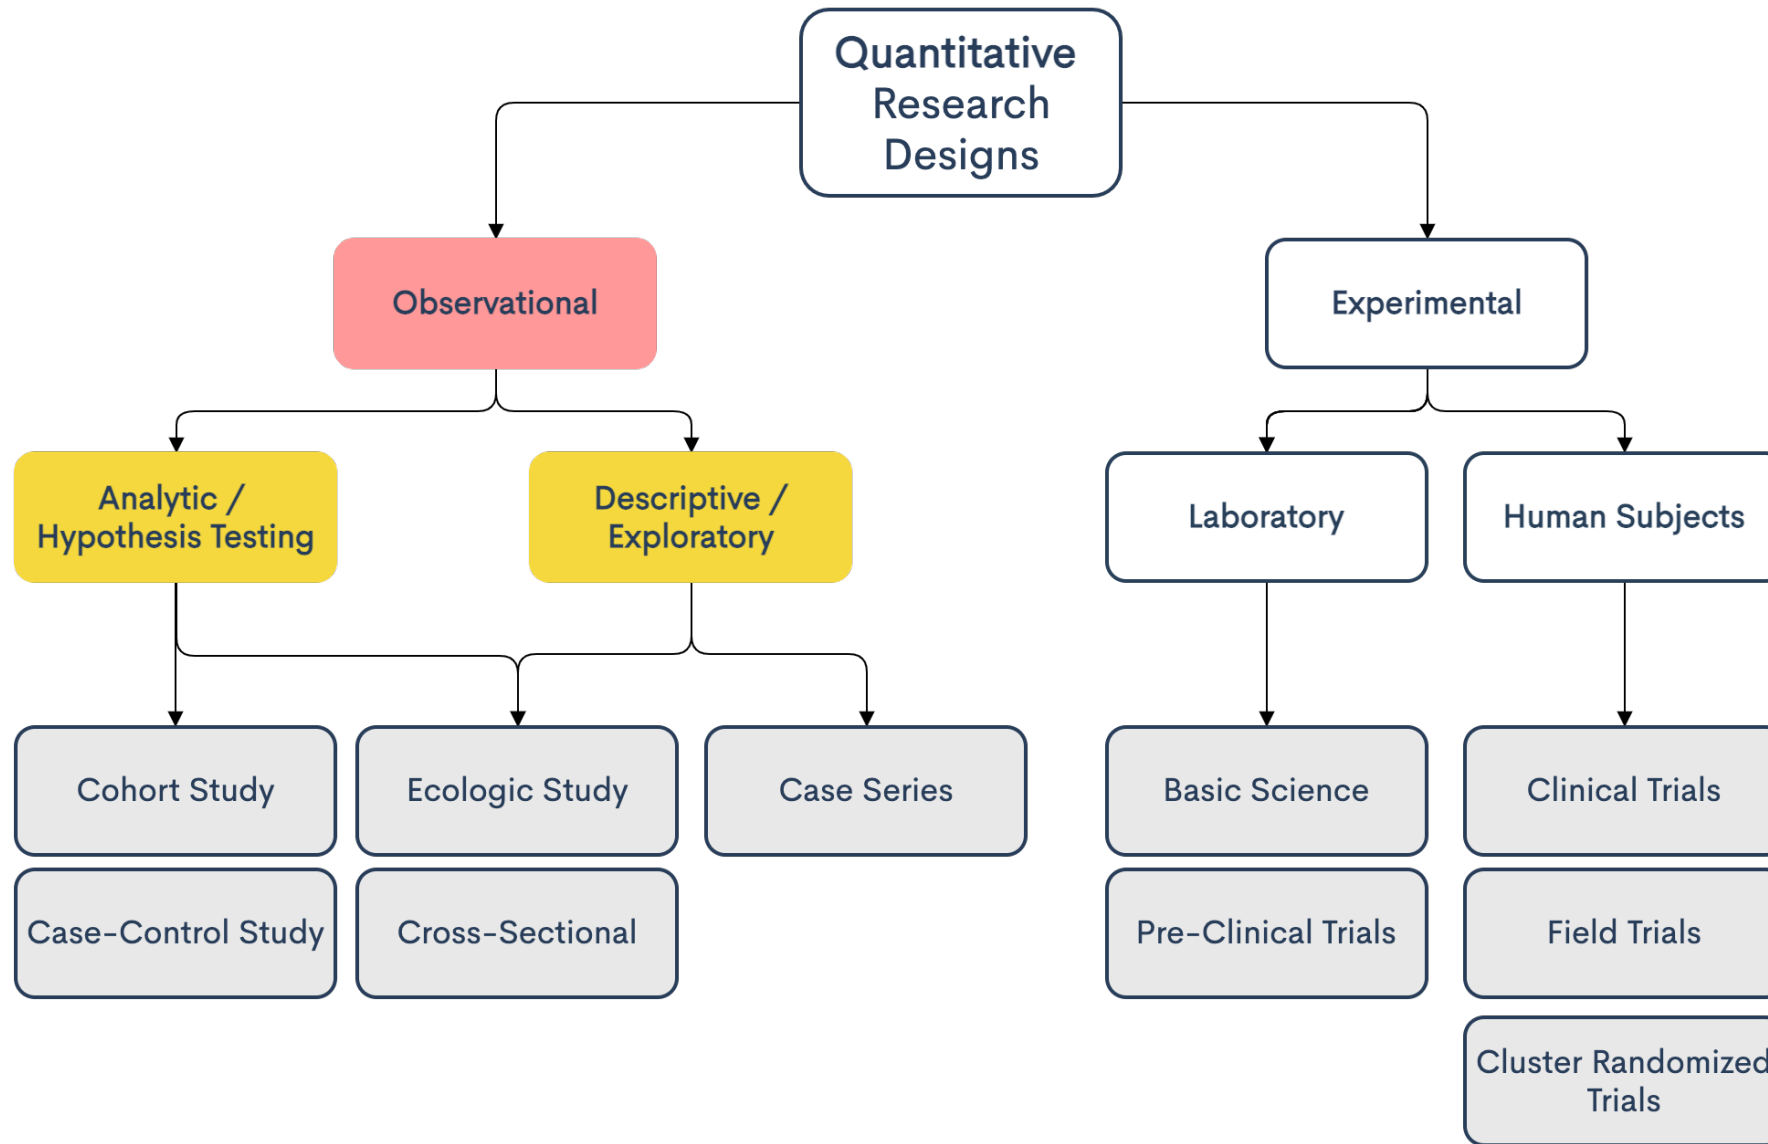 Quantitative
Research
Designs
Observational
Experimental
Analytic /
Hypothesis Testing
Descriptive /
Exploratory
Laboratory
Human Subjects
Cohort Study
Ecologic Study
Case Series
Basic Science
Clinical Trials
Case-Control Study
Cross-Sectional
Pre-Clinical Trials
Field Trials
Cluster Randomized
Trials